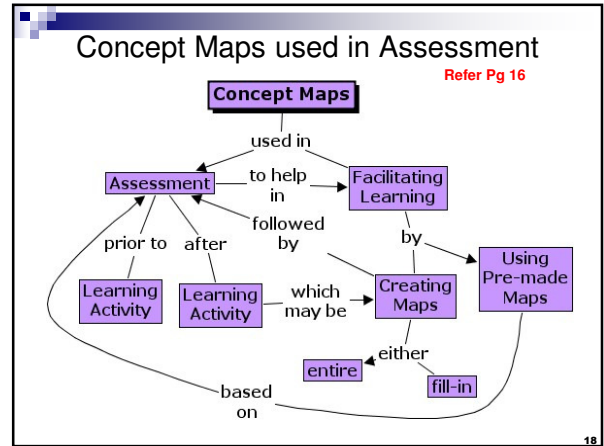 Concept Maps used in Assessment
Refer Pg 16
Concept Maps
used in
Assessment
to help
in
Facilitating
Learning
followed
by
prior to
after
by
Using
Pre-made
Maps
Learning
Activity
Learning
Activity
which
may be
Creating
Maps
either
entire
fill-in
based
on
18